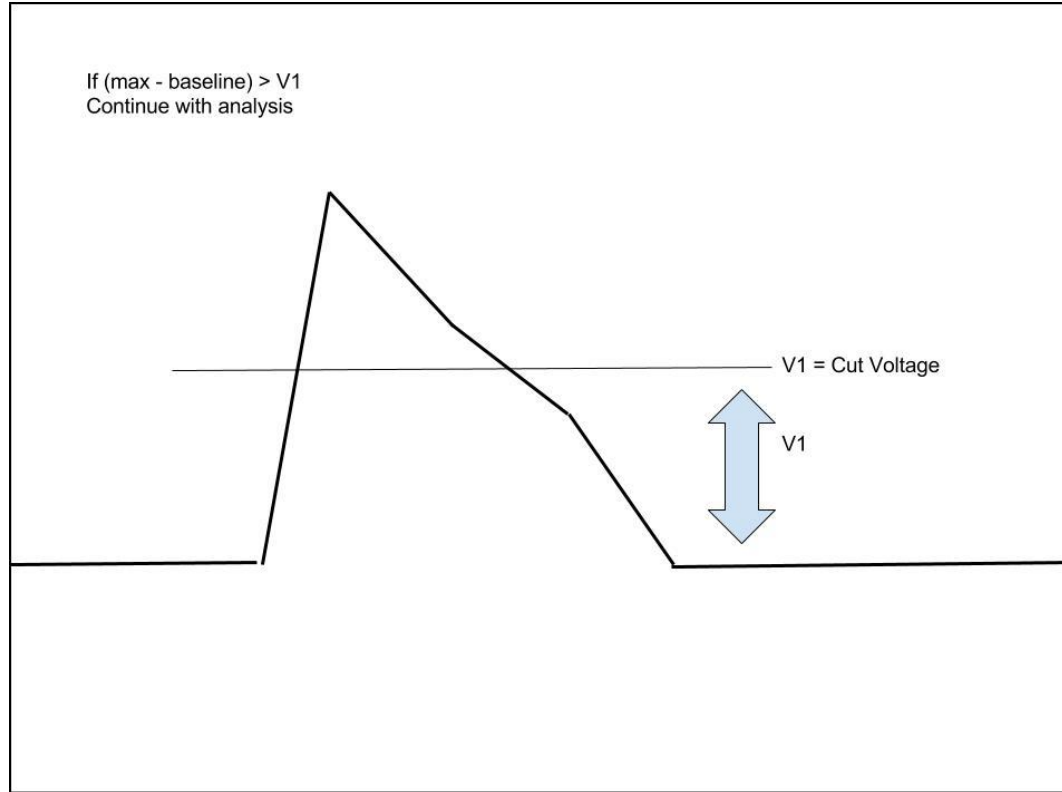 If (max - baseline) > V1
Continue with analysis
V1 = Cut Voltage
V1